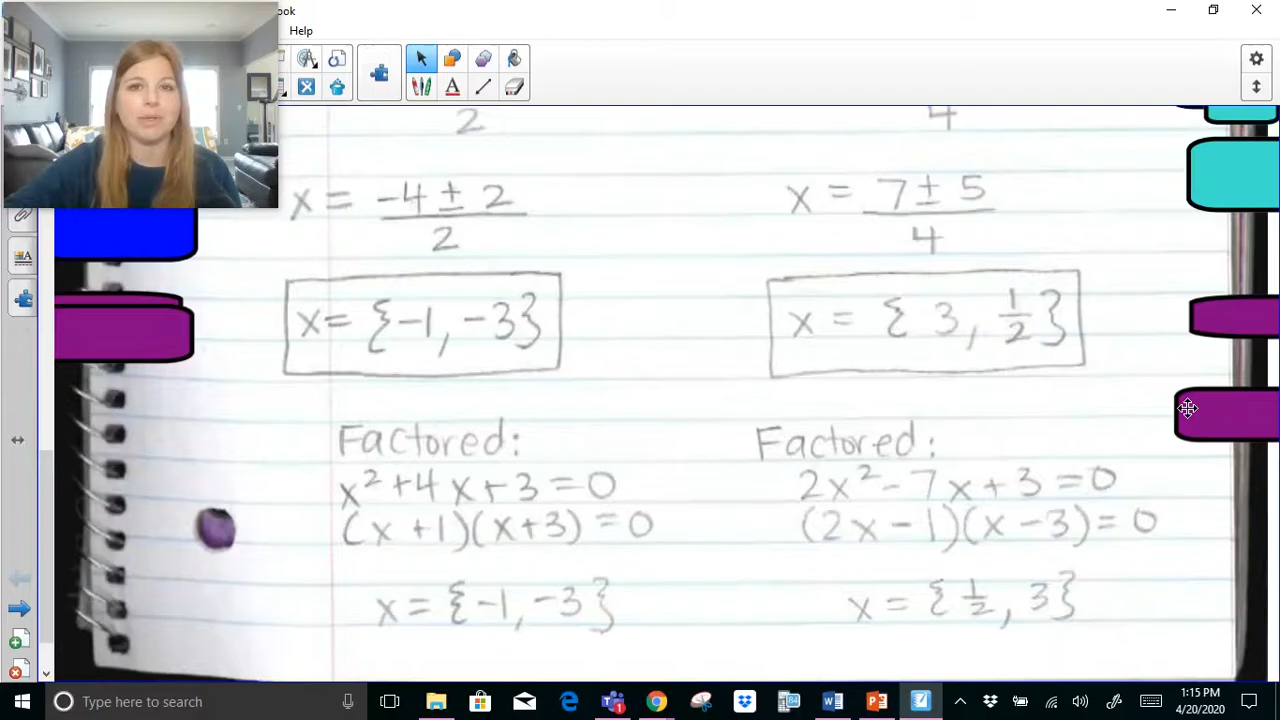 ook
Help
2
4
x = -4 ± 2 / 2
x = 7 ± 5 / 4
x = {-1, -3}
x = { 3, 1/2 }
Factored:
x² + 4x + 3 = 0
(x + 1)(x + 3) = 0
x = {-1, -3}
Factored:
2x² - 7x + 3 = 0
(2x - 1)(x - 3) = 0
x = { 1/2, 3}
Type here to search
1:15 PM
4/20/2020